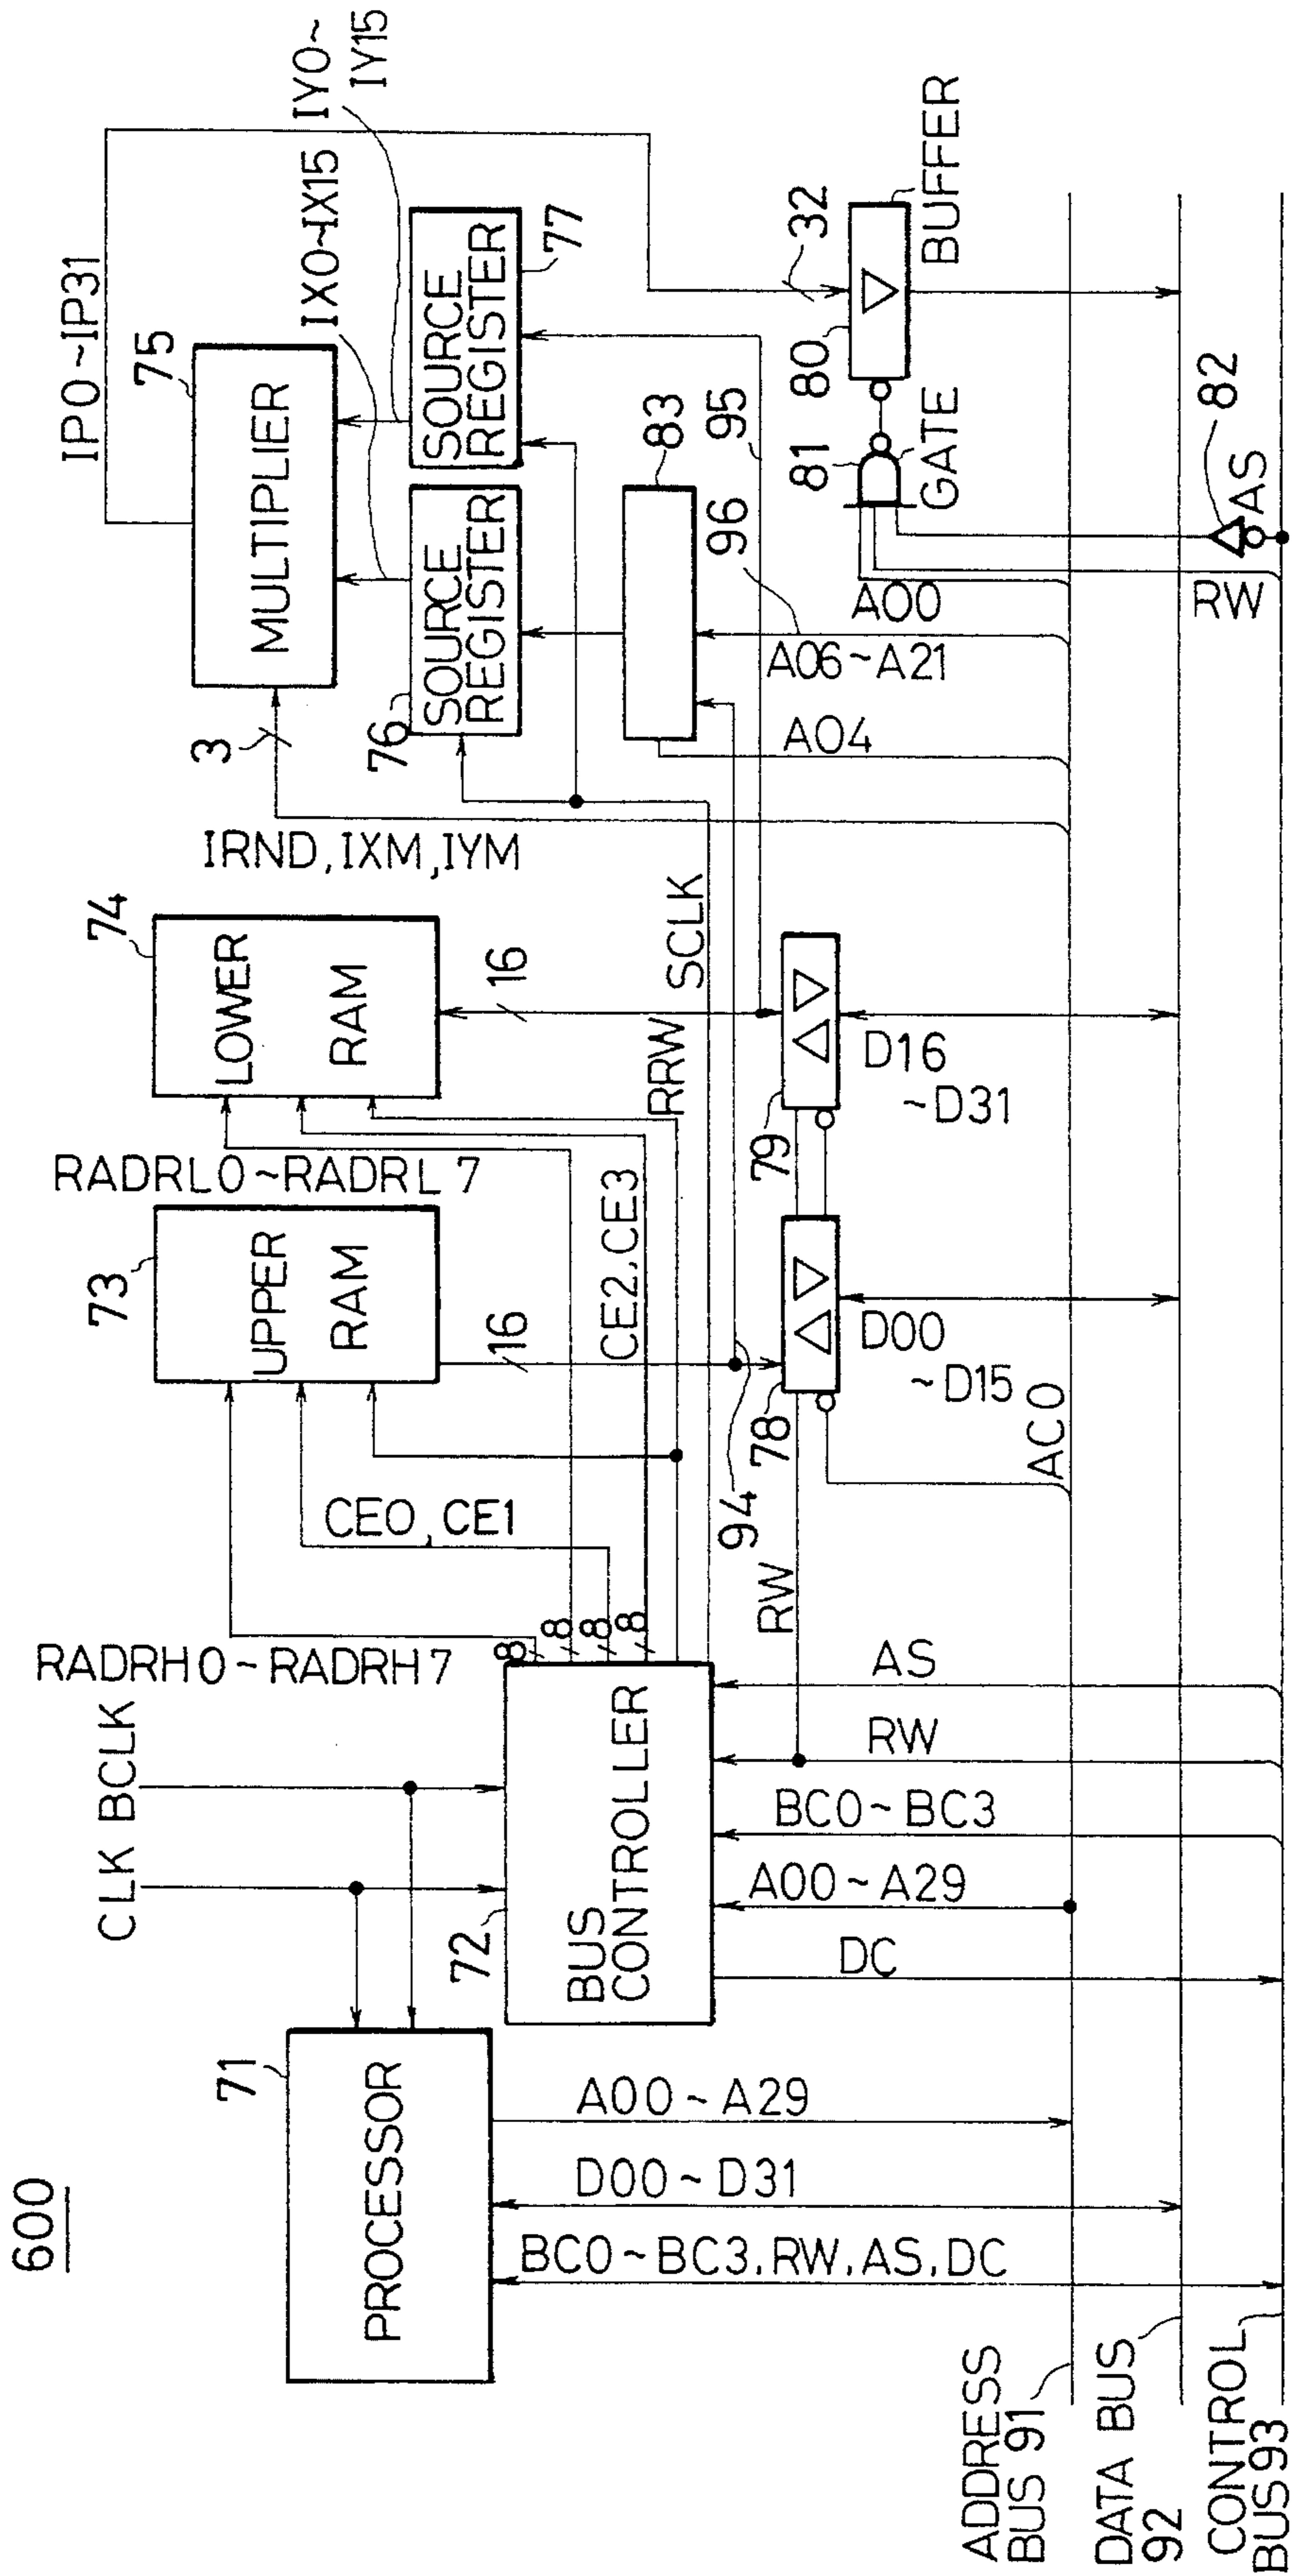 600
71
PROCESSOR
A00~A29
D00~D31
BC0~BC3,RW,AS,DC
ADDRESS
BUS 91
DATA BUS
92
CONTROL
BUS 93
CLK
BCLK
72
BUS
CONTROLLER
DC
A00~A29
BC0~BC3
RW
AS
RADRH0~RADRH7
8
8
8
8
CE0,CE1
73
UPPER
RAM
16
RADRL0~RADRL7
CE2,CE3
RRW
SCLK
74
LOWER
RAM
16
RW
94
78
D00
~D15
AC0
79
D16
~D31
IRND,IXM,IYM
3
75
MULTIPLIER
IP0~IP31
IX0~IX15
IY0~
IY15
76
SOURCE
REGISTER
SOURCE
REGISTER
77
83
96
95
A04
A06~A21
A00
RW
81
GATE
80
32
BUFFER
AS
82